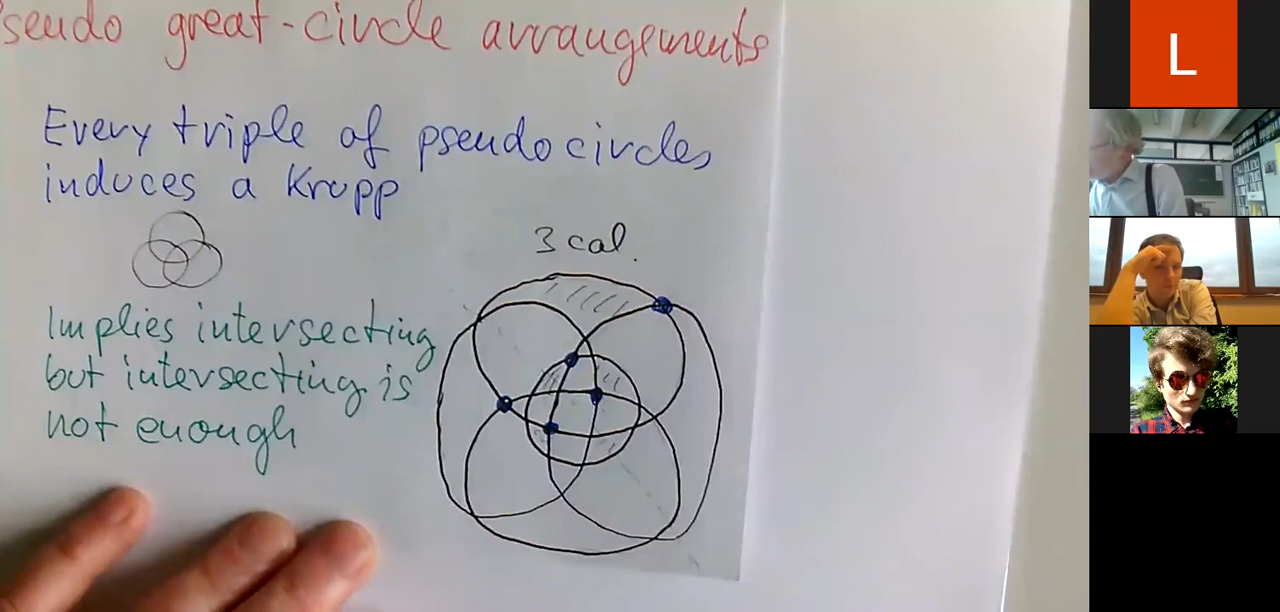 seudo great-circle arrangements
Every triple of pseudocircles
induces a Krupp
3 cal.
Implies intersecting
but intersecting is
not enough
L